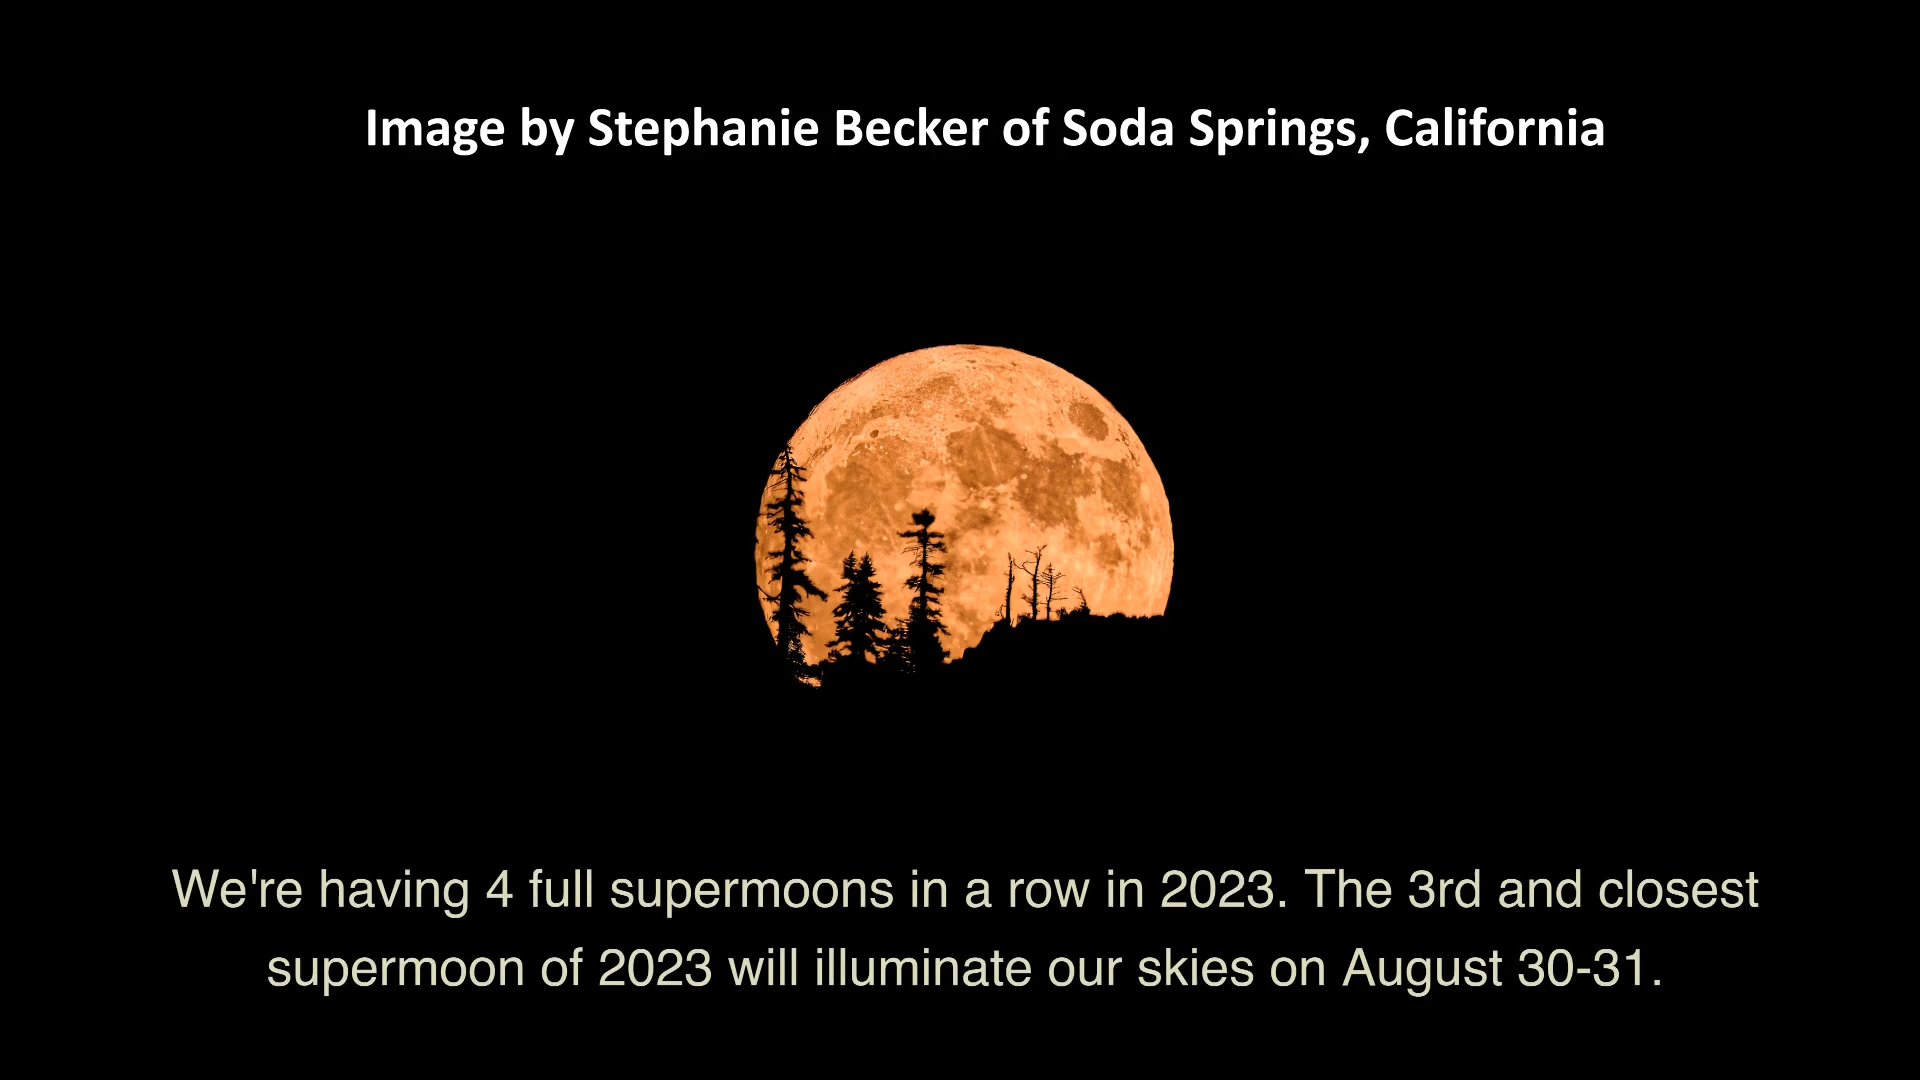 Image by Stephanie Becker of Soda Springs, California
We're having 4 full supermoons in a row in 2023. The 3rd and closest
supermoon of 2023 will illuminate our skies on August 30-31.